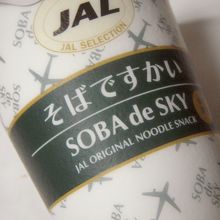 JAL
JAL SELECTION
そばですかい
SOBA de SKY
JAL ORIGINAL NOODLE SNACK